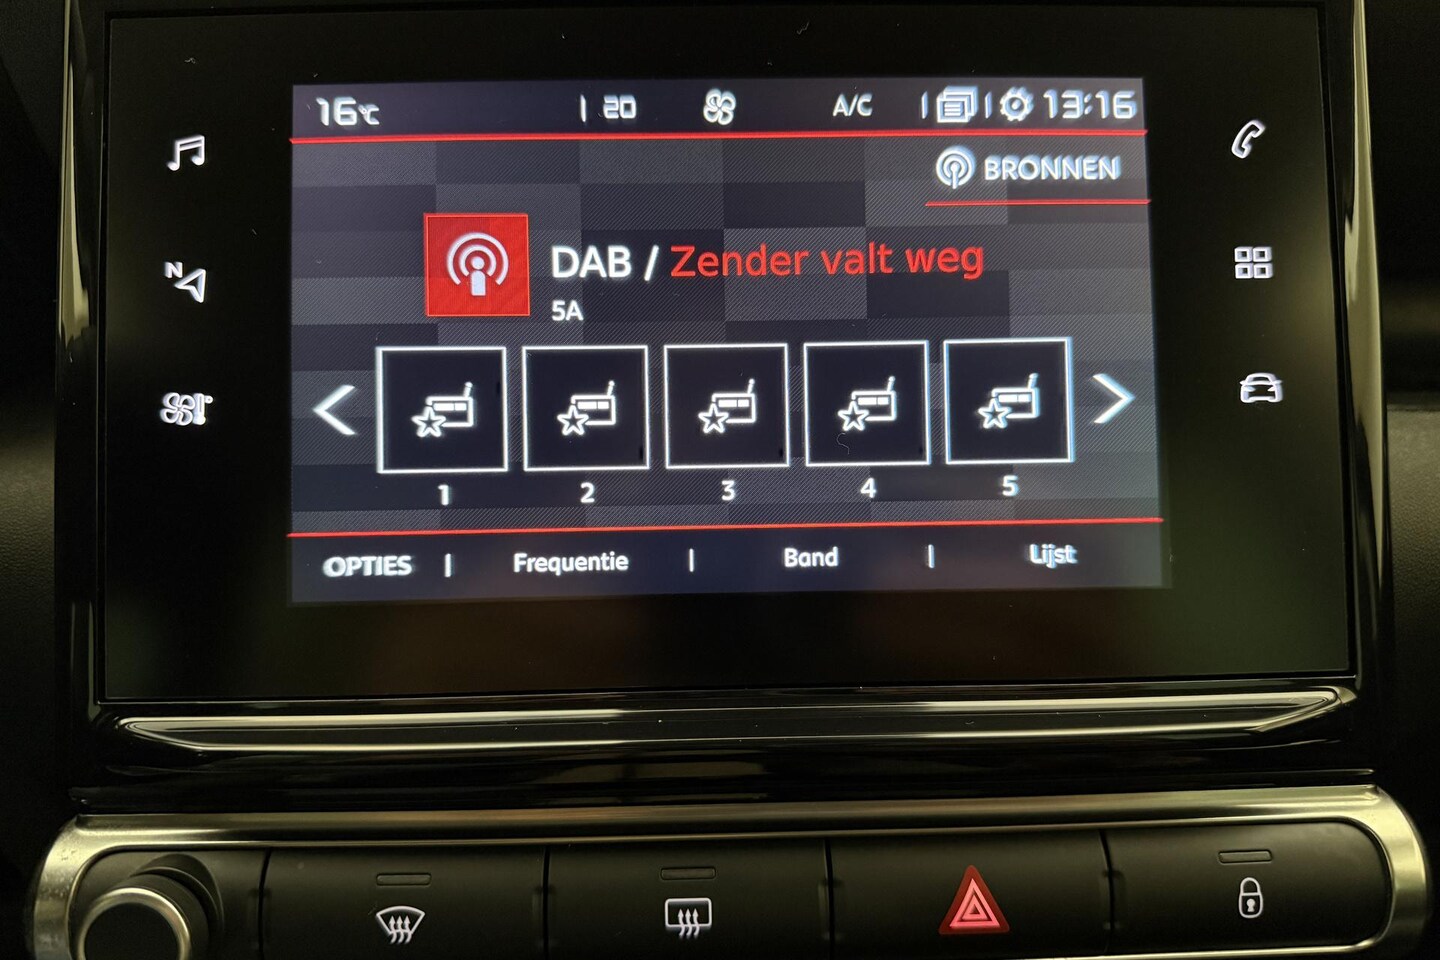 16°C 20 A/C 13:16
BRONNEN
N
DAB / Zender valt weg
5A
1 2 3 4 5
OPTIES | Frequentie | Band | Lijst